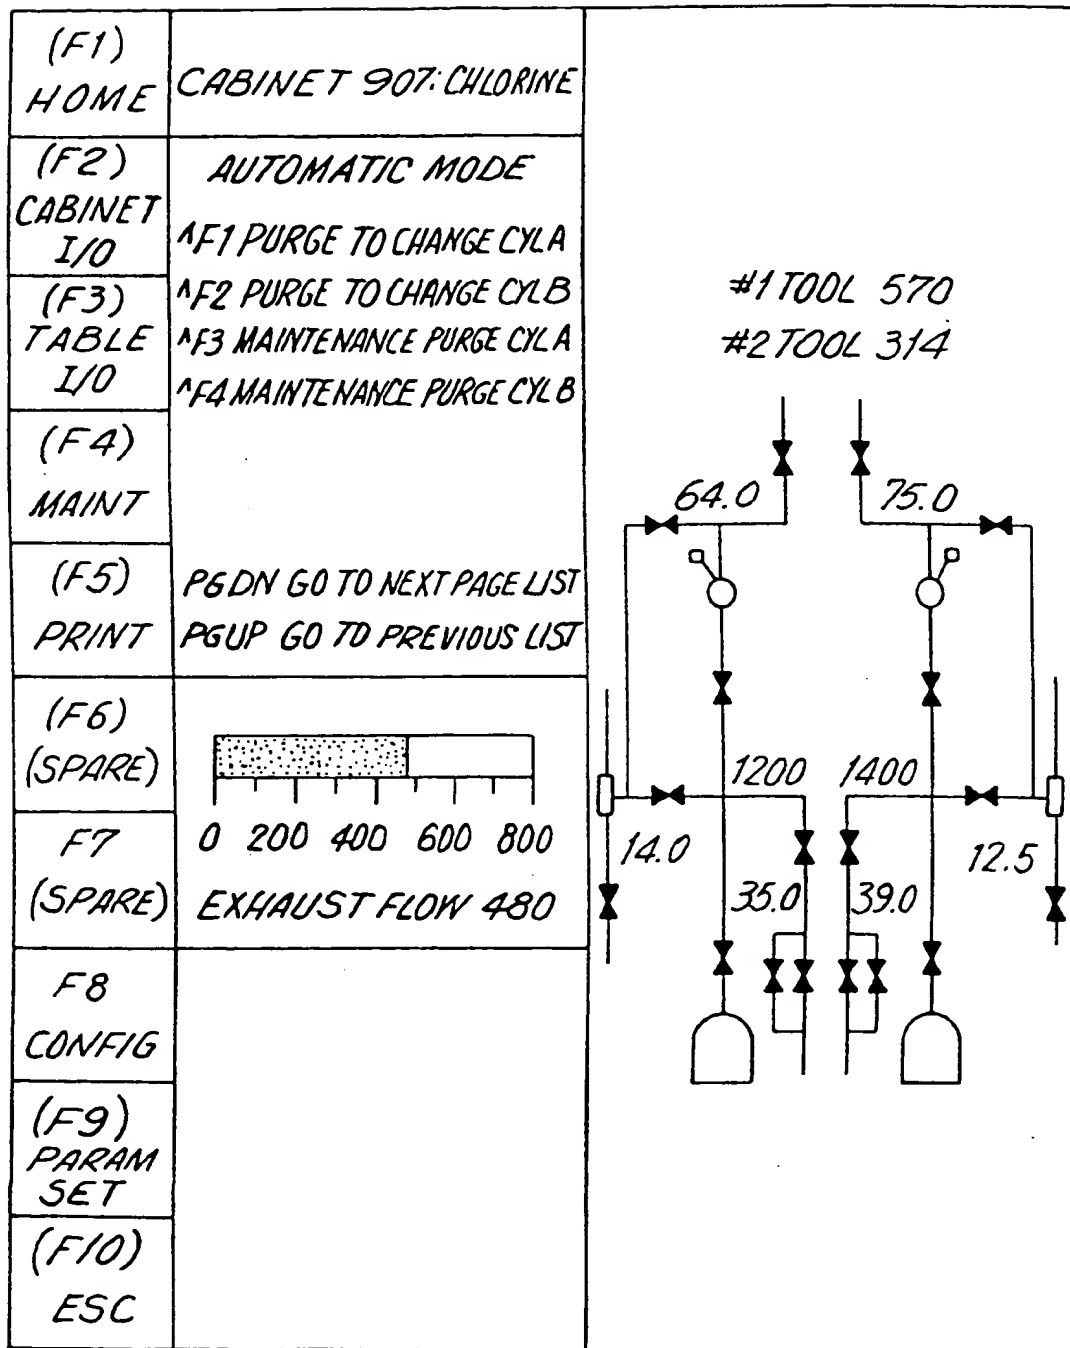 (F1)
HOME
CABINET 907: CHLORINE
(F2)
CABINET
I/O
AUTOMATIC MODE
^F1 PURGE TO CHANGE CYL A
^F2 PURGE TO CHANGE CYL B
^F3 MAINTENANCE PURGE CYL A
^F4 MAINTENANCE PURGE CYL B
(F3)
TABLE
I/O
(F4)
MAINT
(F5)
PRINT
PGDN GO TO NEXT PAGE LIST
PGUP GO TO PREVIOUS LIST
(F6)
(SPARE)
F7
(SPARE)
0 200 400 600 800
EXHAUST FLOW 480
F8
CONFIG
(F9)
PARAM
SET
(F10)
ESC
#1 TOOL 570
#2 TOOL 314
64.0 75.0
1200 1400
14.0 12.5
35.0 39.0